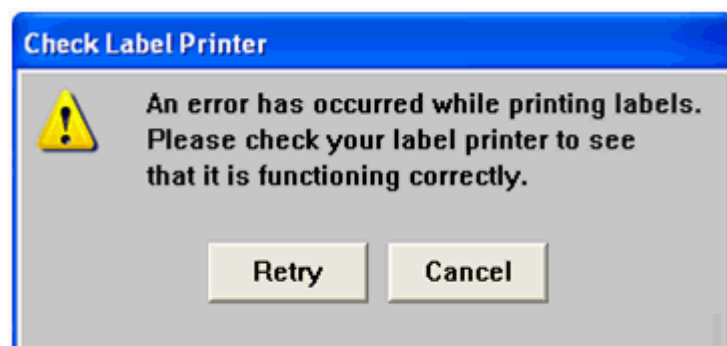 Check Label Printer
An error has occurred while printing labels.
Please check your label printer to see
that it is functioning correctly.
Retry
Cancel